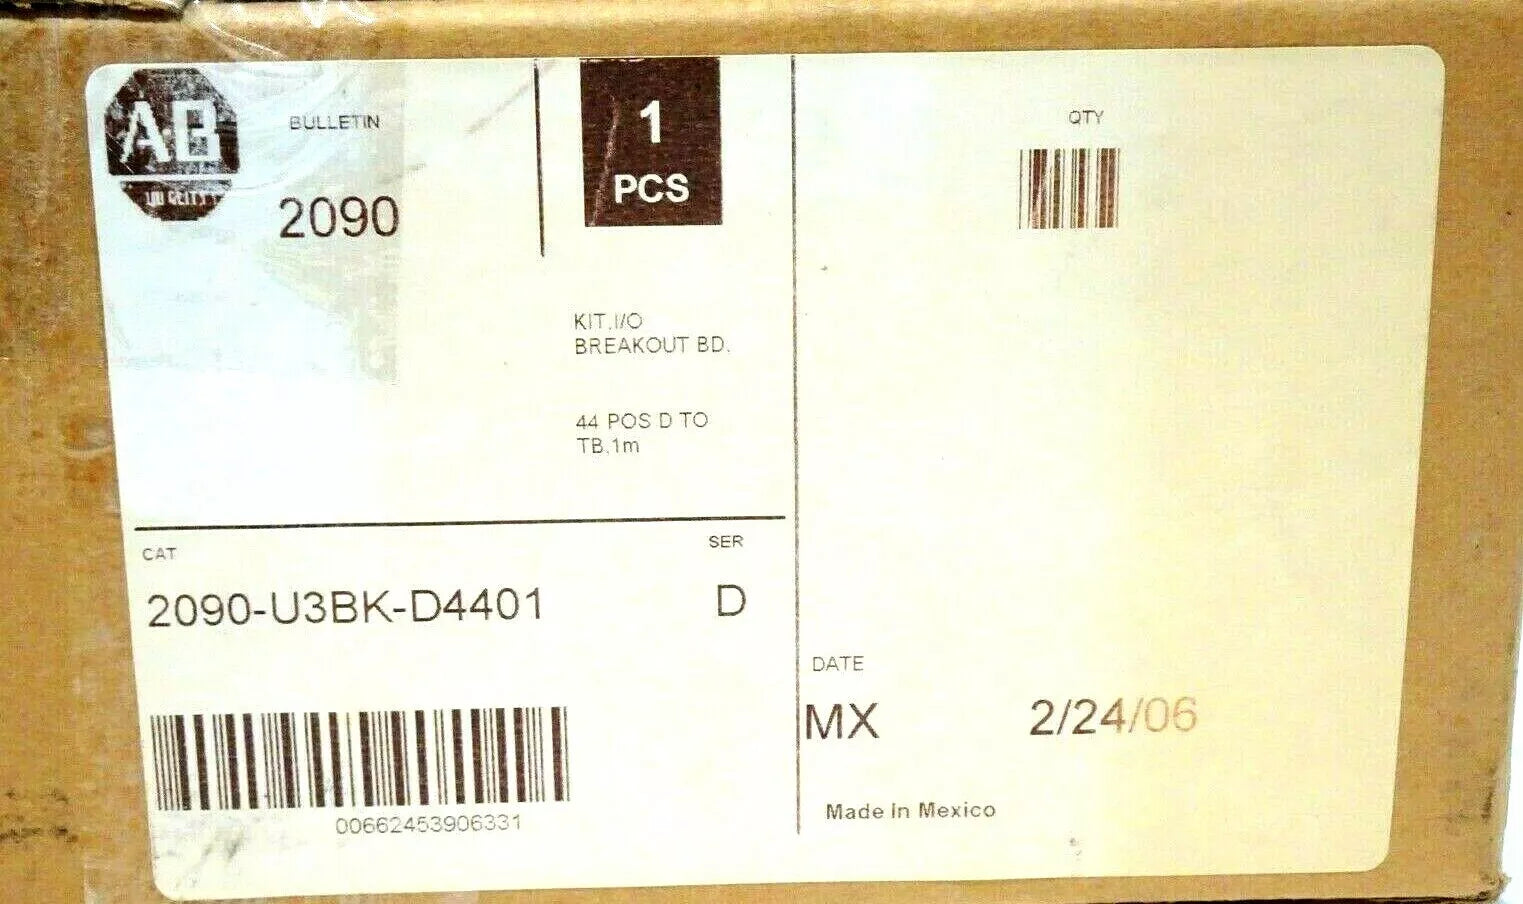 AB
BULLETIN
2090
1
PCS
QTY
KIT,I/O
BREAKOUT BD,
44 POS D TO
TB,1m
CAT
SER
2090-U3BK-D4401
D
00662453906331
DATE
MX 2/24/06
Made In Mexico